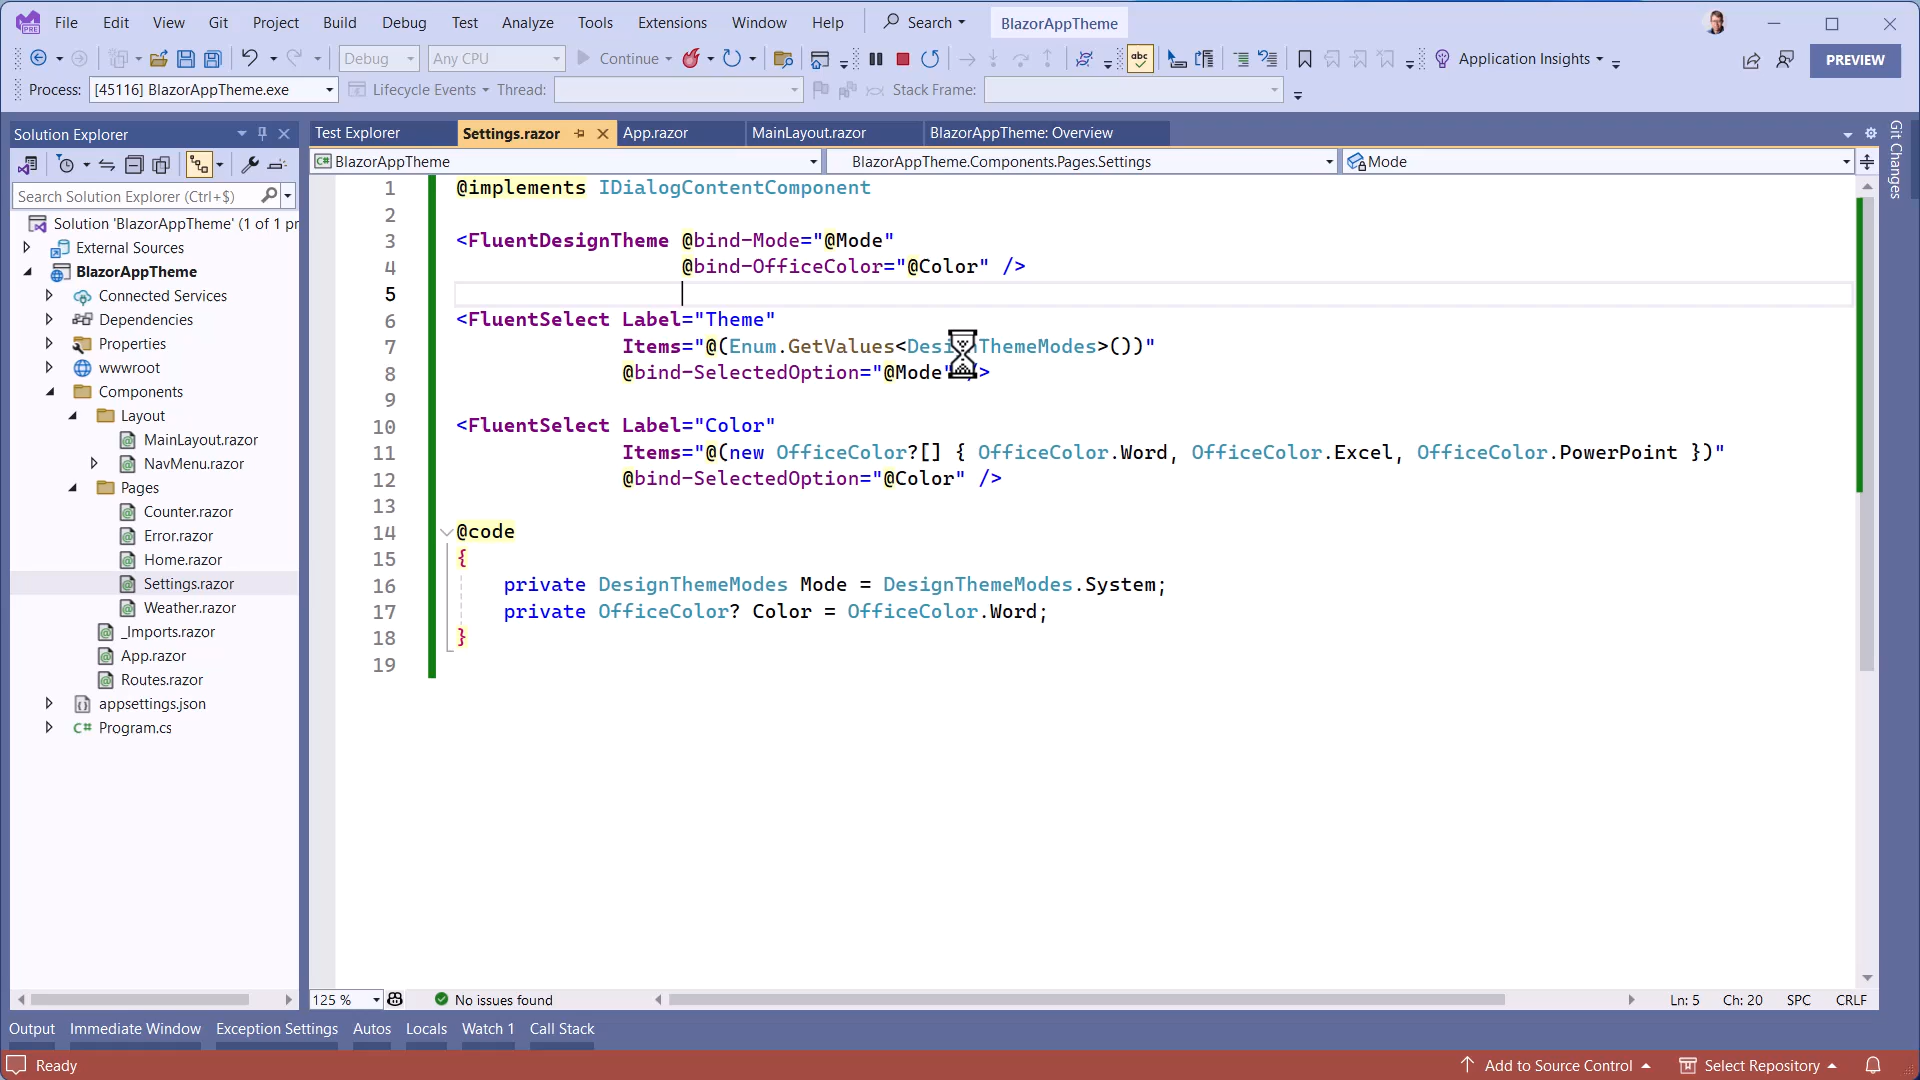 File Edit View Git Project Build Debug Test Analyze Tools Extensions Window Help Search BlazorAppTheme
PRE
Debug Any CPU Continue abc Application Insights PREVIEW
Process: [45116] BlazorAppTheme.exe Lifecycle Events Thread: Stack Frame:
Solution Explorer
Search Solution Explorer (Ctrl+$)
Solution 'BlazorAppTheme' (1 of 1 pr
External Sources
BlazorAppTheme
Connected Services
Dependencies
Properties
wwwroot
Components
Layout
MainLayout.razor
NavMenu.razor
Pages
Counter.razor
Error.razor
Home.razor
Settings.razor
Weather.razor
_Imports.razor
App.razor
Routes.razor
appsettings.json
C# Program.cs
Test Explorer Settings.razor App.razor MainLayout.razor BlazorAppTheme: Overview
C# BlazorAppTheme BlazorAppTheme.Components.Pages.Settings Mode
1 @implements IDialogContentComponent
2
3 <FluentDesignTheme @bind-Mode="@Mode"
4 @bind-OfficeColor="@Color" />
5
6 <FluentSelect Label="Theme"
7 Items="@(Enum.GetValues<DesignThemeModes>())"
8 @bind-SelectedOption="@Mode" />
9
10 <FluentSelect Label="Color"
11 Items="@(new OfficeColor?[] { OfficeColor.Word, OfficeColor.Excel, OfficeColor.PowerPoint })"
12 @bind-SelectedOption="@Color" />
13
14 @code
15 {
16 private DesignThemeModes Mode = DesignThemeModes.System;
17 private OfficeColor? Color = OfficeColor.Word;
18 }
19
Git Changes
125 % No issues found Ln: 5 Ch: 20 SPC CRLF
Output Immediate Window Exception Settings Autos Locals Watch 1 Call Stack
Ready Add to Source Control Select Repository